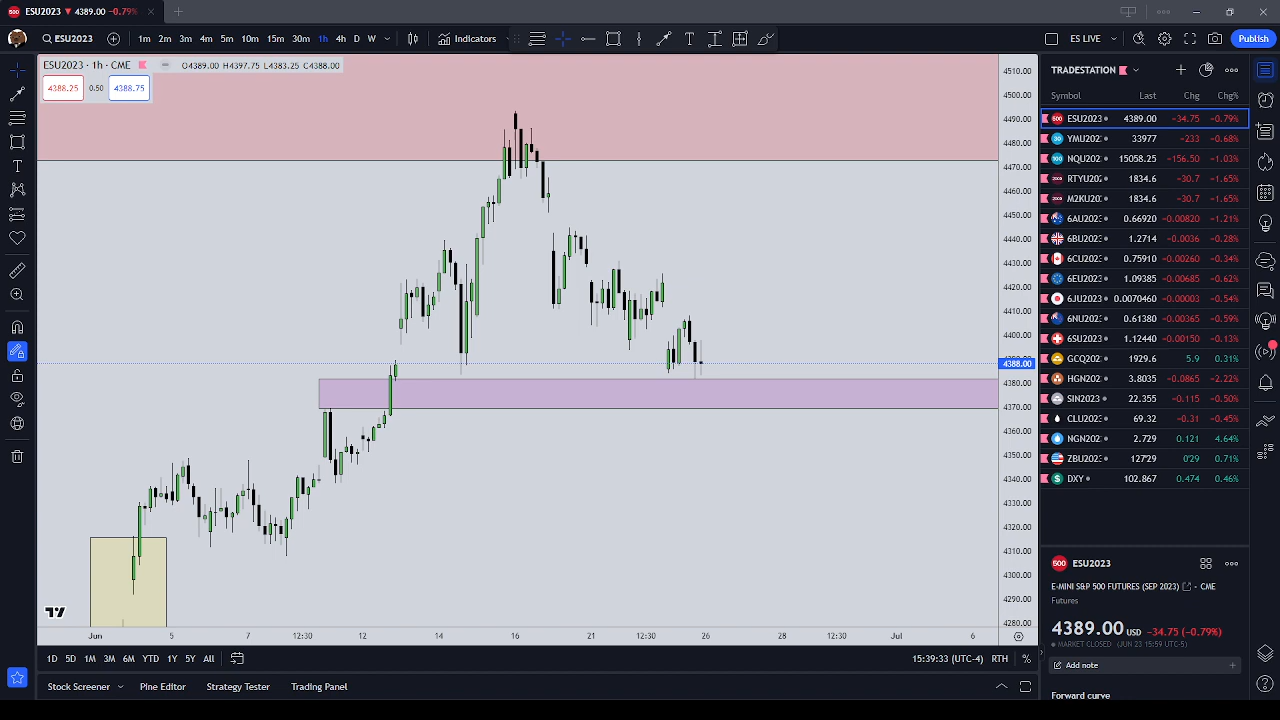 ESU2023 ▼ 4389.00 −0.79%
ESU2023 1m 2m 3m 4m 5m 10m 15m 30m 1h 4h D W Indicators ES LIVE Publish
ESU2023 · 1h · CME O4389.00 H4397.75 L4383.25 C4388.00
4388.25 0.50 4388.75
4510.00
4500.00
4490.00
4480.00
4470.00
4460.00
4450.00
4440.00
4430.00
4420.00
4410.00
4400.00
4388.00
4380.00
4370.00
4360.00
4350.00
4340.00
4330.00
4320.00
4310.00
4300.00
4290.00
4280.00
Jun 5 7 12:30 12 14 16 21 12:30 26 28 12:30 Jul 6
1D 5D 1M 3M 6M YTD 1Y 5Y All 15:39:33 (UTC-4) RTH %
Stock Screener Pine Editor Strategy Tester Trading Panel
TRADESTATION
Symbol Last Chg Chg%
500 ESU2023 4389.00 −34.75 −0.79%
30 YMU202 33977 −233 −0.68%
100 NQU202 15058.25 −156.50 −1.03%
2000 RTYU202 1834.6 −30.7 −1.65%
2000 M2KU20 1834.6 −30.7 −1.65%
6AU2023 0.66920 −0.00820 −1.21%
6BU2023 1.2714 −0.0036 −0.28%
6CU2023 0.75910 −0.00260 −0.34%
6EU2023 1.09385 −0.00685 −0.62%
6JU2023 0.0070460 −0.00003 −0.54%
6NU2023 0.61380 −0.00365 −0.59%
6SU2023 1.12440 −0.00150 −0.13%
GCQ202 1929.6 5.9 0.31%
HGN202 3.8035 −0.0865 −2.22%
SIN2023 22.355 −0.115 −0.50%
CLU2023 69.32 −0.31 −0.45%
NGN202 2.729 0.121 4.64%
ZBU2023 127'29 0'29 0.71%
DXY 102.867 0.474 0.46%
500 ESU2023
E-MINI S&P 500 FUTURES (SEP 2023) · CME
Futures
4389.00 USD −34.75 (−0.79%)
MARKET CLOSED (JUN 23 15:59 UTC-5)
Add note
Forward curve